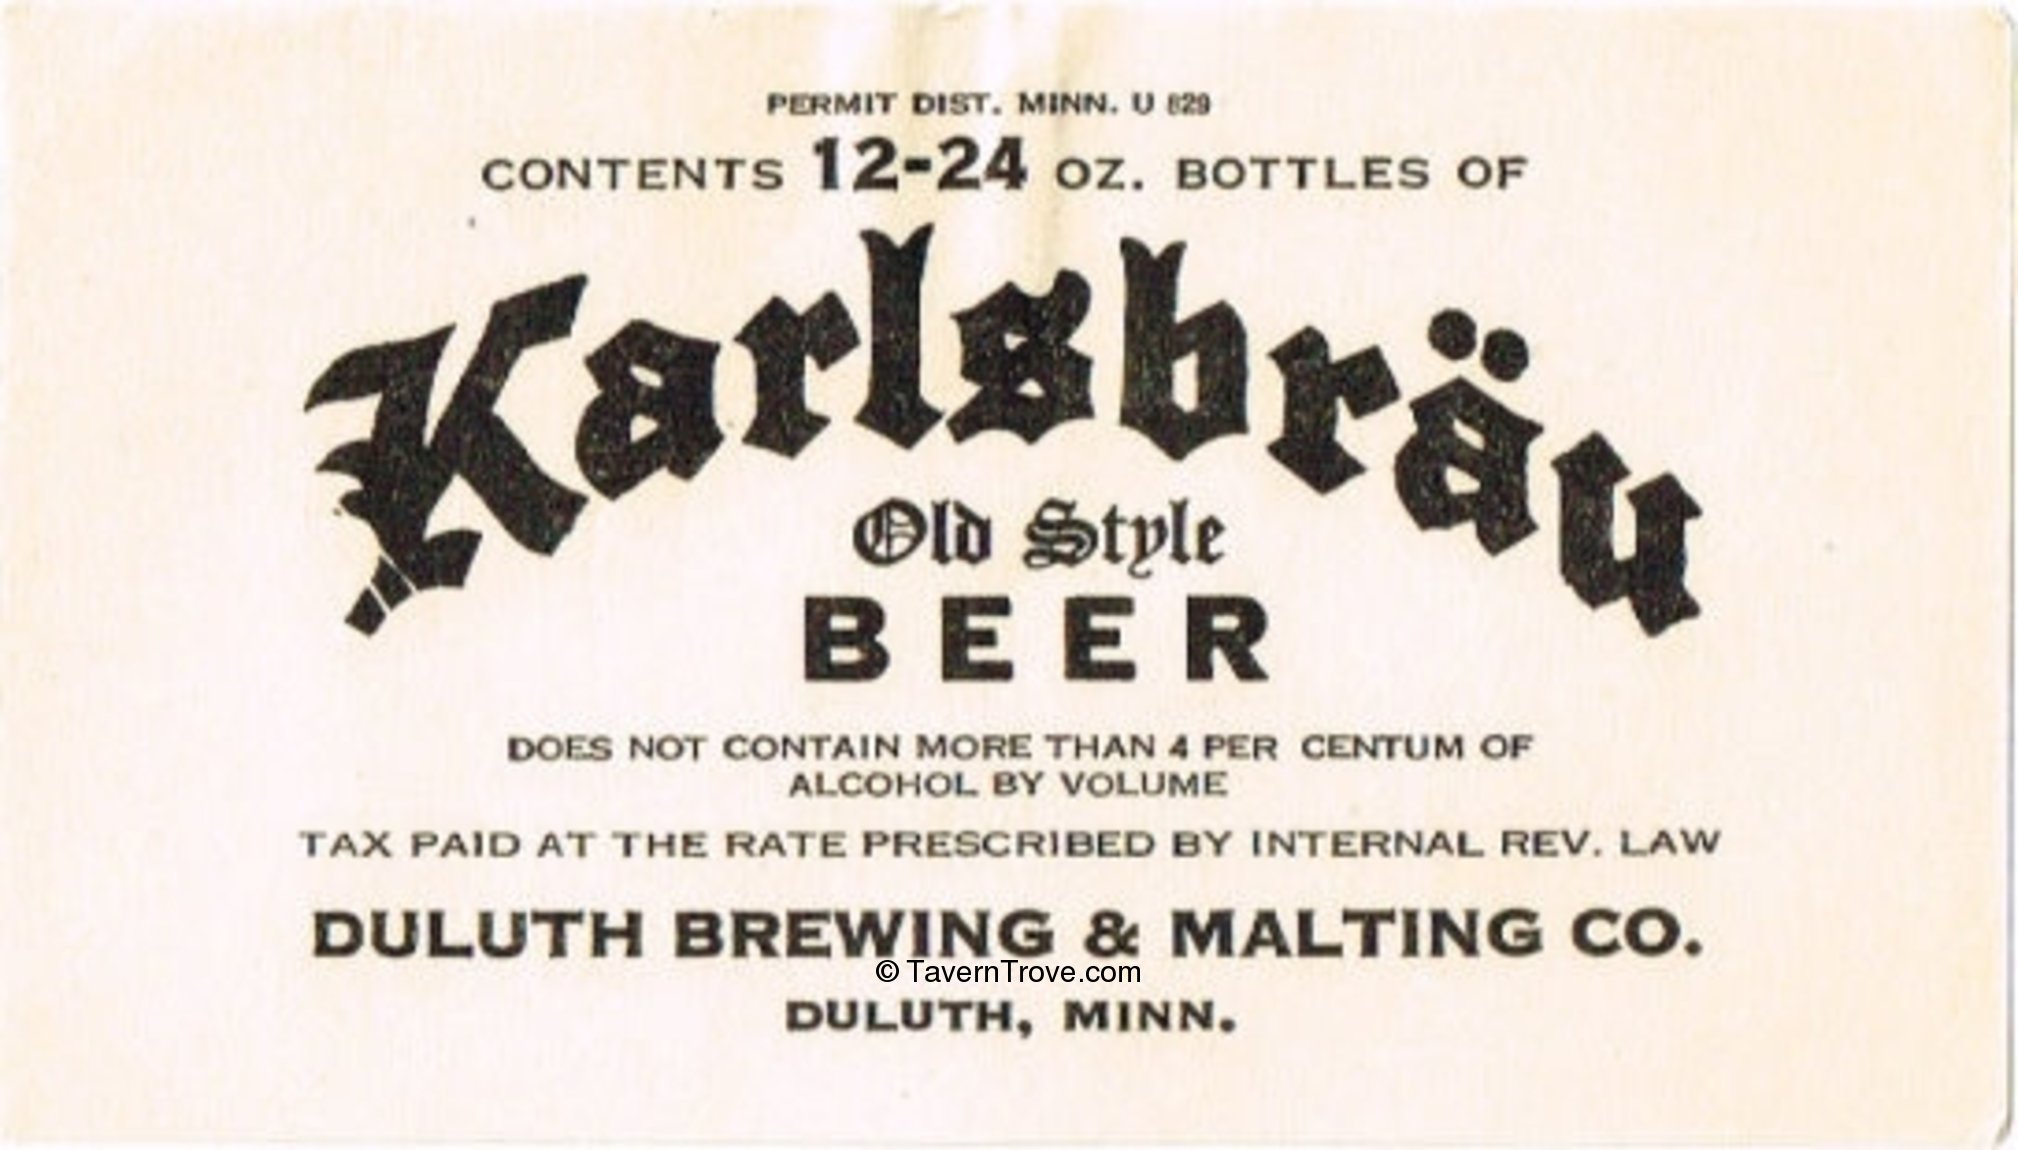 PERMIT DIST. MINN. U 829
CONTENTS 12-24 OZ. BOTTLES OF
Karlsbräu
Old Style
BEER
DOES NOT CONTAIN MORE THAN 4 PER CENTUM OF
ALCOHOL BY VOLUME
TAX PAID AT THE RATE PRESCRIBED BY INTERNAL REV. LAW
DULUTH BREWING & MALTING CO.
© TavernTrove.com
DULUTH, MINN.